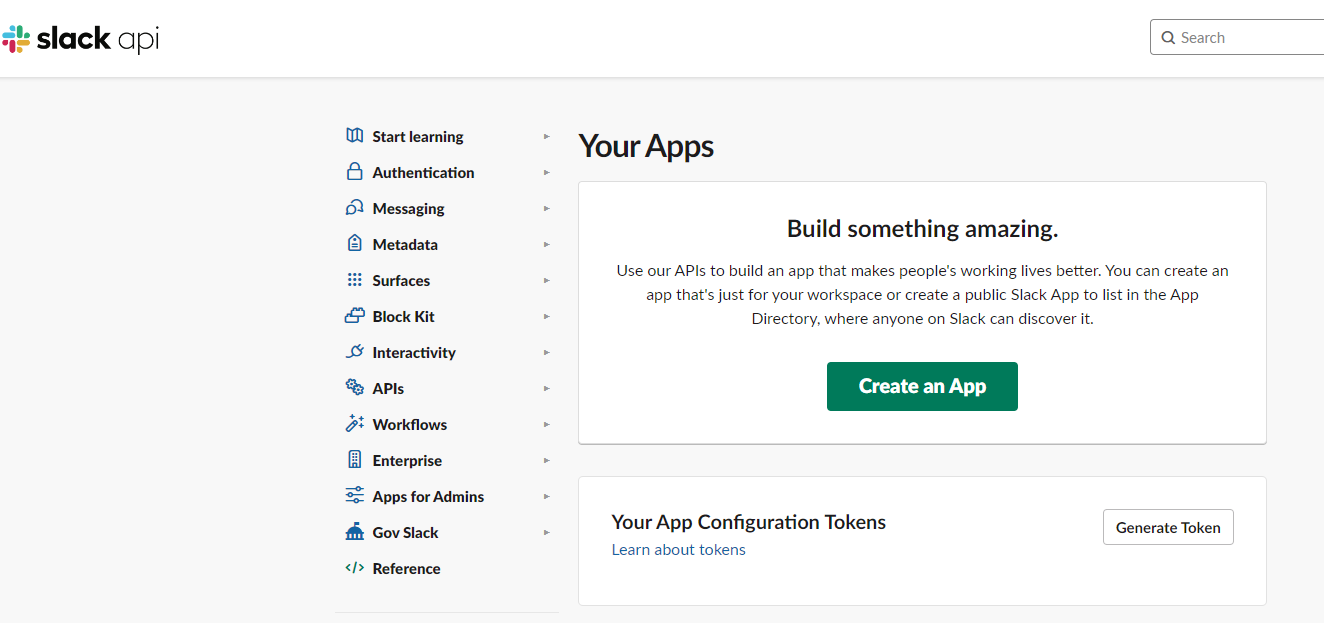 slack api
Search
Start learning
Authentication
Messaging
Metadata
Surfaces
Block Kit
Interactivity
APIs
Workflows
Enterprise
Apps for Admins
Gov Slack
Reference
Your Apps
Build something amazing.
Use our APIs to build an app that makes people's working lives better. You can create an
app that's just for your workspace or create a public Slack App to list in the App
Directory, where anyone on Slack can discover it.
Create an App
Your App Configuration Tokens
Learn about tokens
Generate Token